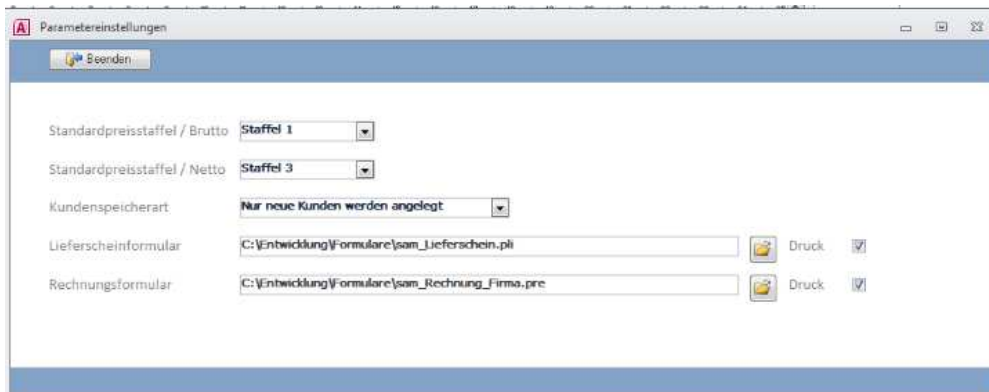 Parametereinstellungen
Beenden
Standardpreisstaffel / Brutto Staffel 1
Standardpreisstaffel / Netto Staffel 3
Kundenspeicherart Nur neue Kunden werden angelegt
Lieferscheinformular C:\Entwicklung\Formulare\sam_Lieferschein.pli Druck
Rechnungsformular C:\Entwicklung\Formulare\sam_Rechnung_Firma.pre Druck